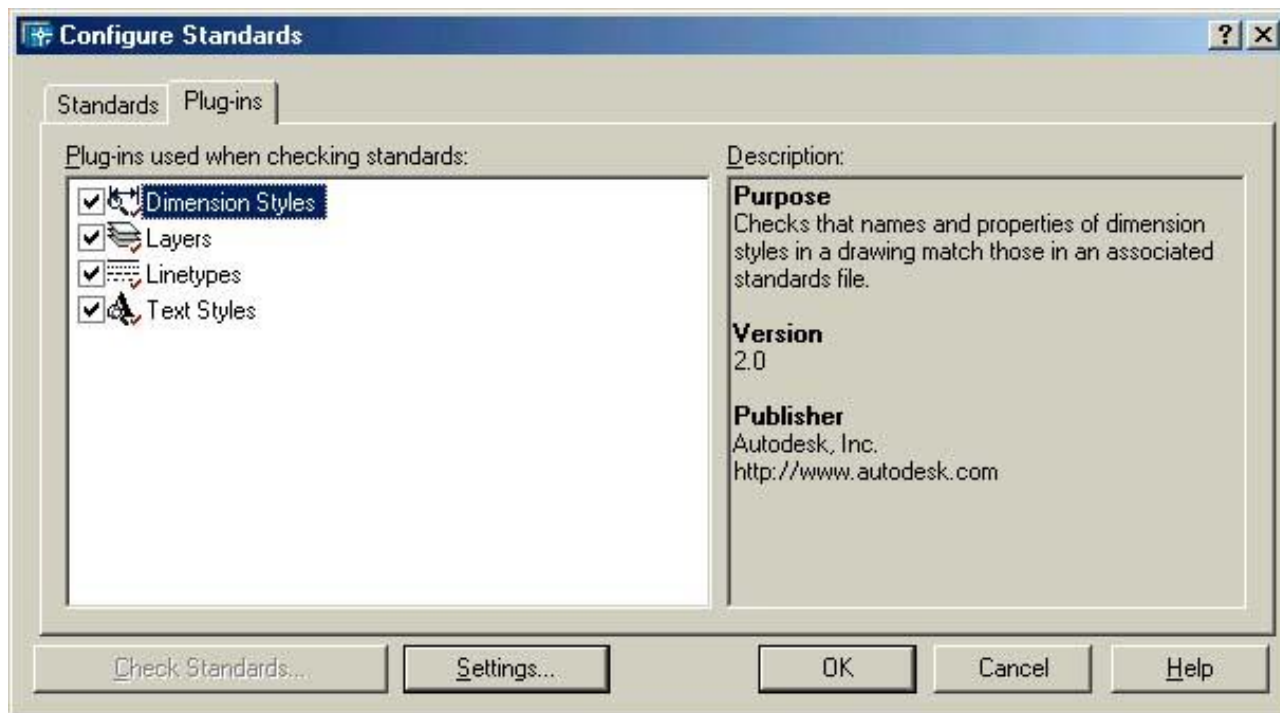 Configure Standards
Standards
Plug-ins
Plug-ins used when checking standards:
Dimension Styles
Layers
Linetypes
Text Styles
Description:
Purpose
Checks that names and properties of dimension
styles in a drawing match those in an associated
standards file.
Version
2.0
Publisher
Autodesk, Inc.
http://www.autodesk.com
Check Standards...
Settings...
OK
Cancel
Help